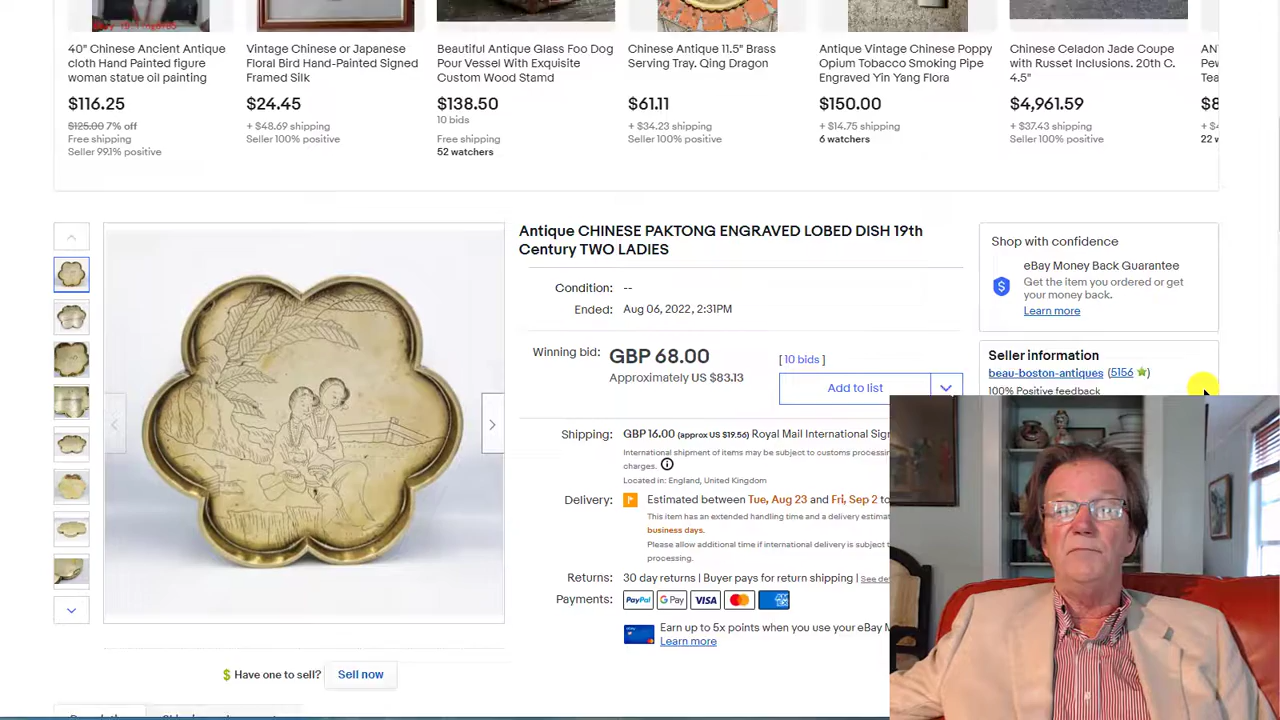 40" Chinese Ancient Antique
cloth Hand Painted figure
woman statue oil painting
$116.25
$125.00 7% off
Free shipping
Seller 99.1% positive
Vintage Chinese or Japanese
Floral Bird Hand-Painted Signed
Framed Silk
$24.45
+ $48.69 shipping
Seller 100% positive
Beautiful Antique Glass Foo Dog
Pour Vessel With Exquisite
Custom Wood Stamd
$138.50
10 bids
Free shipping
52 watchers
Chinese Antique 11.5" Brass
Serving Tray. Qing Dragon
$61.11
+ $34.23 shipping
Seller 100% positive
Antique Vintage Chinese Poppy
Opium Tobacco Smoking Pipe
Engraved Yin Yang Flora
$150.00
+ $14.75 shipping
6 watchers
Chinese Celadon Jade Coupe
with Russet Inclusions. 20th C.
4.5"
$4,961.59
+ $37.43 shipping
Seller 100% positive
$8
22 w
Antique CHINESE PAKTONG ENGRAVED LOBED DISH 19th
Century TWO LADIES
Condition: --
Ended: Aug 06, 2022, 2:31PM
Winning bid: GBP 68.00 [ 10 bids ]
Approximately US $83.13
Add to list
Shipping: GBP 16.00 (approx US $19.56) Royal Mail International Sign
International shipment of items may be subject to customs processing
charges.
Located in: England, United Kingdom
Delivery: Estimated between Tue, Aug 23 and Fri, Sep 2 to
This item has an extended handling time and a delivery estimat
business days.
Please allow additional time if international delivery is subject t
processing.
Returns: 30 day returns | Buyer pays for return shipping | See det
Payments: PayPal G Pay VISA
Earn up to 5x points when you use your eBay M
Learn more
Shop with confidence
eBay Money Back Guarantee
Get the item you ordered or get
your money back.
Learn more
Seller information
beau-boston-antiques (5156)
100% Positive feedback
$ Have one to sell? Sell now